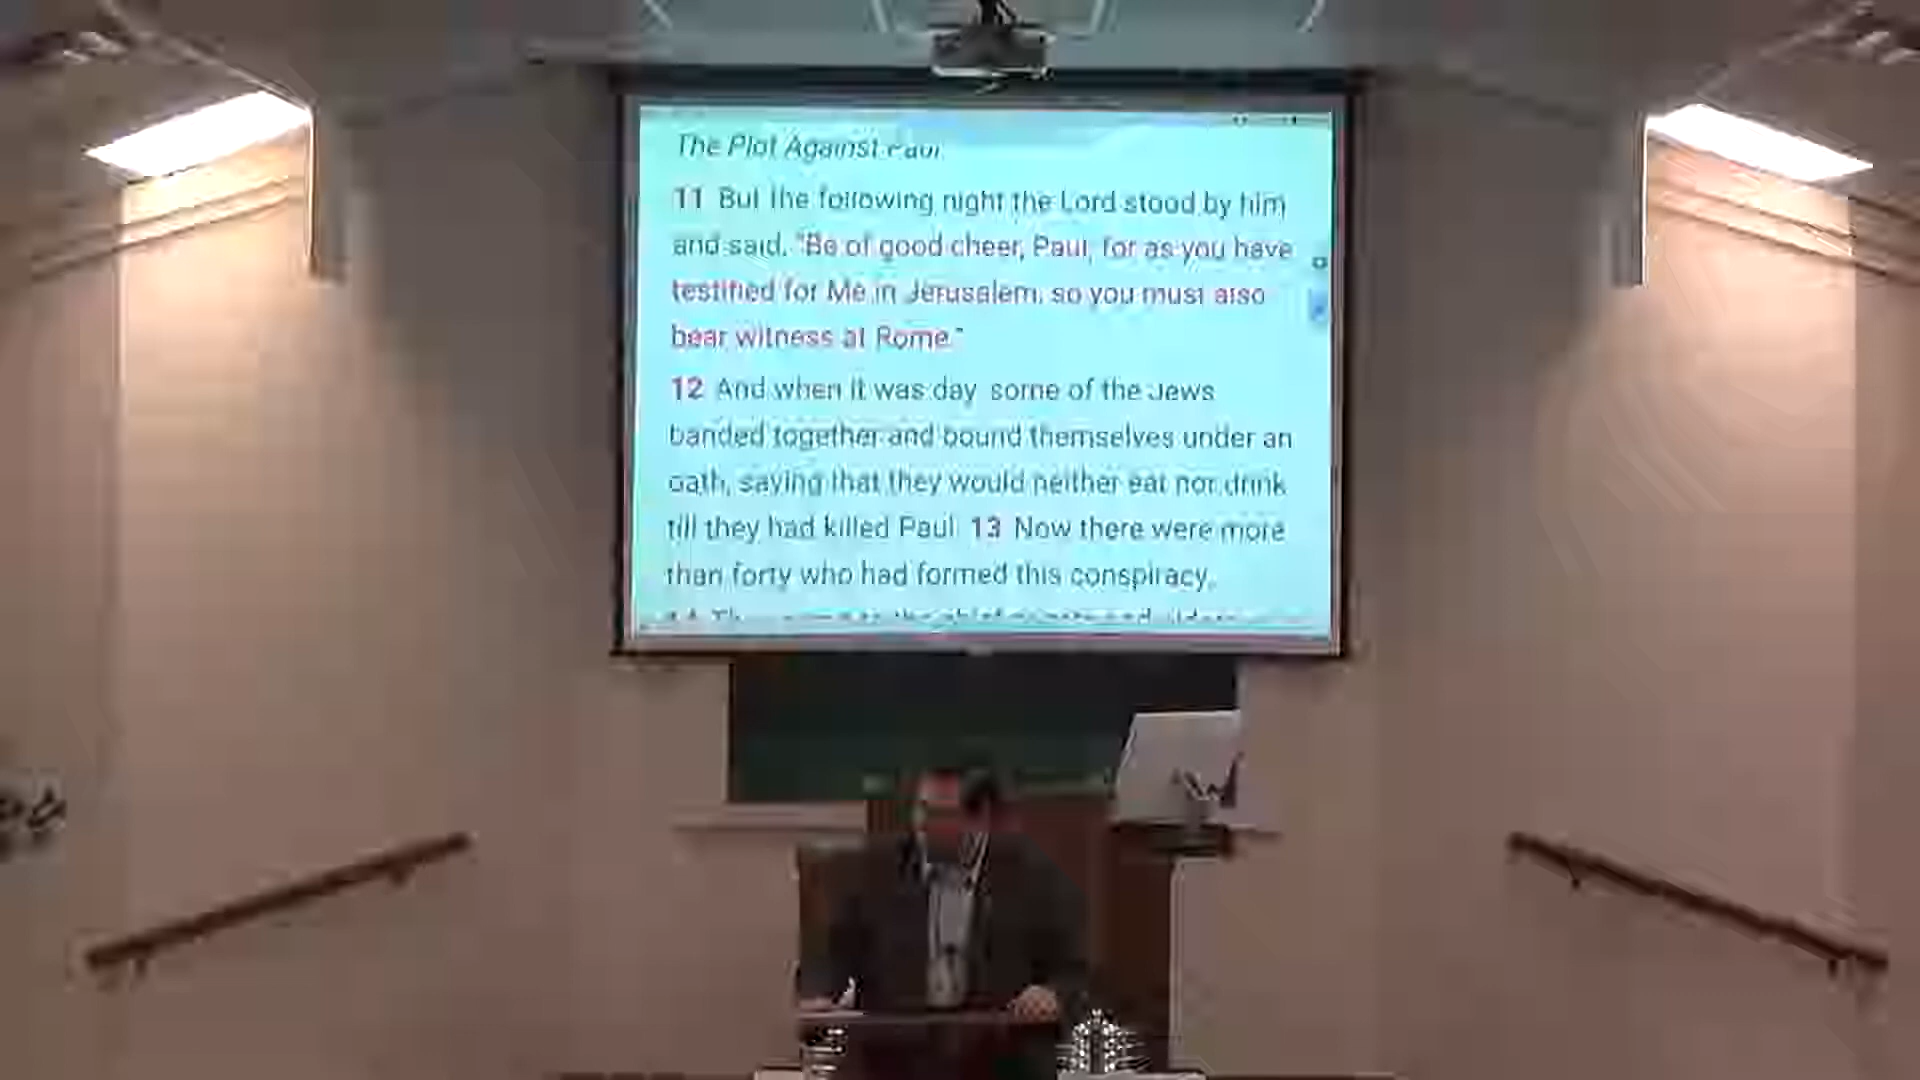 The Plot Against Paul
11 But the following night the Lord stood by him
and said, "Be of good cheer, Paul; for as you have
testified for Me in Jerusalem, so you must also
bear witness at Rome."
12 And when it was day, some of the Jews
banded together and bound themselves under an
oath, saying that they would neither eat nor drink
till they had killed Paul. 13 Now there were more
than forty who had formed this conspiracy.